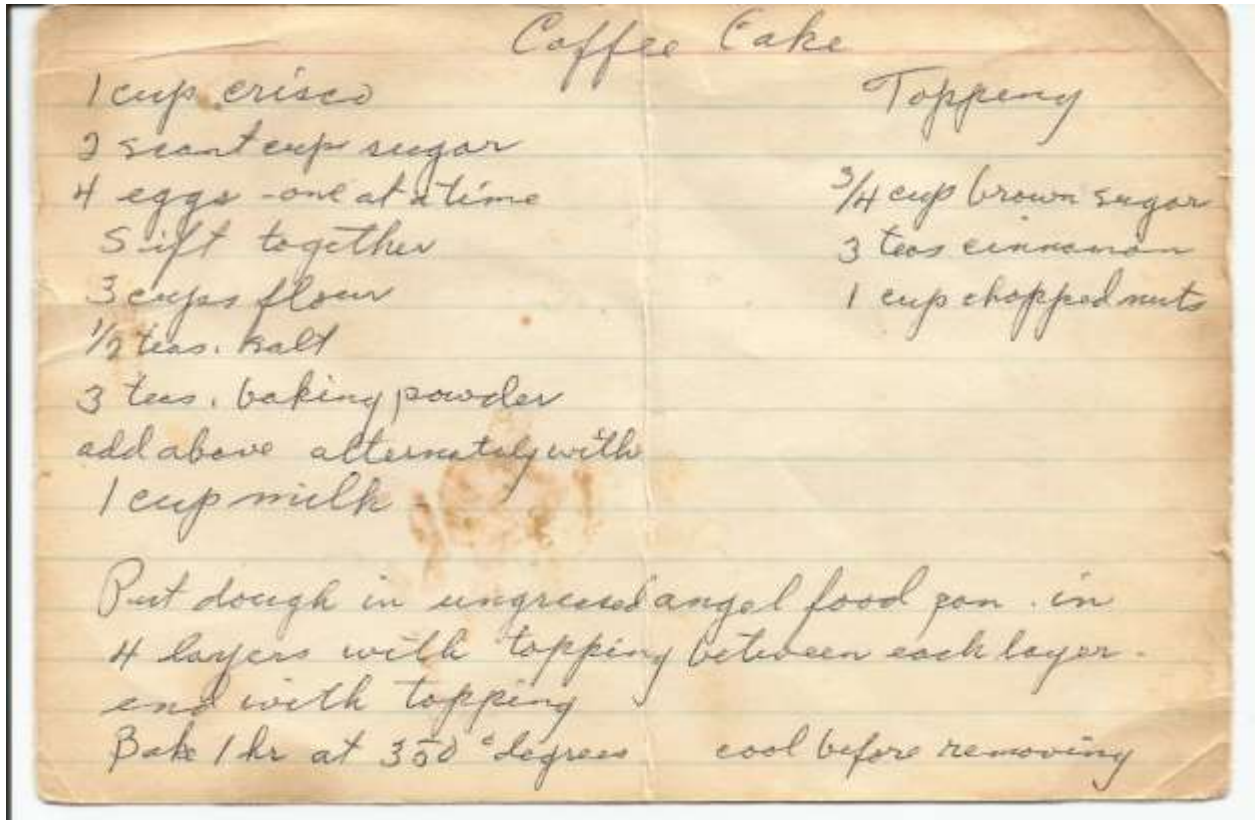 Coffee Cake
1 cup crisco
2 scant cup sugar
4 eggs - one at a time
Sift together
3 cups flour
1/2 teas. salt
3 teas. baking powder
add above alternately with
1 cup milk
Topping
3/4 cup brown sugar
3 teas cinnamon
1 cup chopped nuts
Put dough in ungreased angel food pan. in
4 layers with topping between each layer -
end with topping
Bake 1 hr at 350° degrees cool before removing